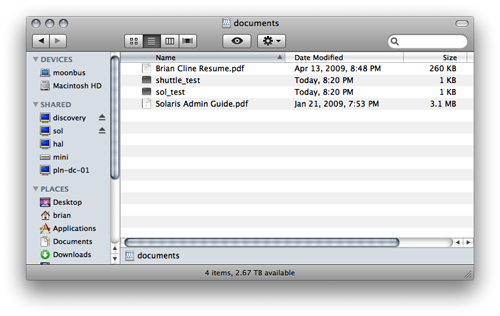 documents
Name Date Modified Size
DEVICES
moonbus
Macintosh HD
SHARED
discovery
sol
hal
mini
pln-dc-01
PLACES
Desktop
brian
Applications
Documents
Downloads
Brian Cline Resume.pdf Apr 13, 2009, 8:48 PM 260 KB
shuttle_test Today, 8:20 PM 1 KB
sol_test Today, 8:20 PM 1 KB
Solaris Admin Guide.pdf Jan 21, 2009, 7:53 PM 3.1 MB
documents
4 items, 2.67 TB available